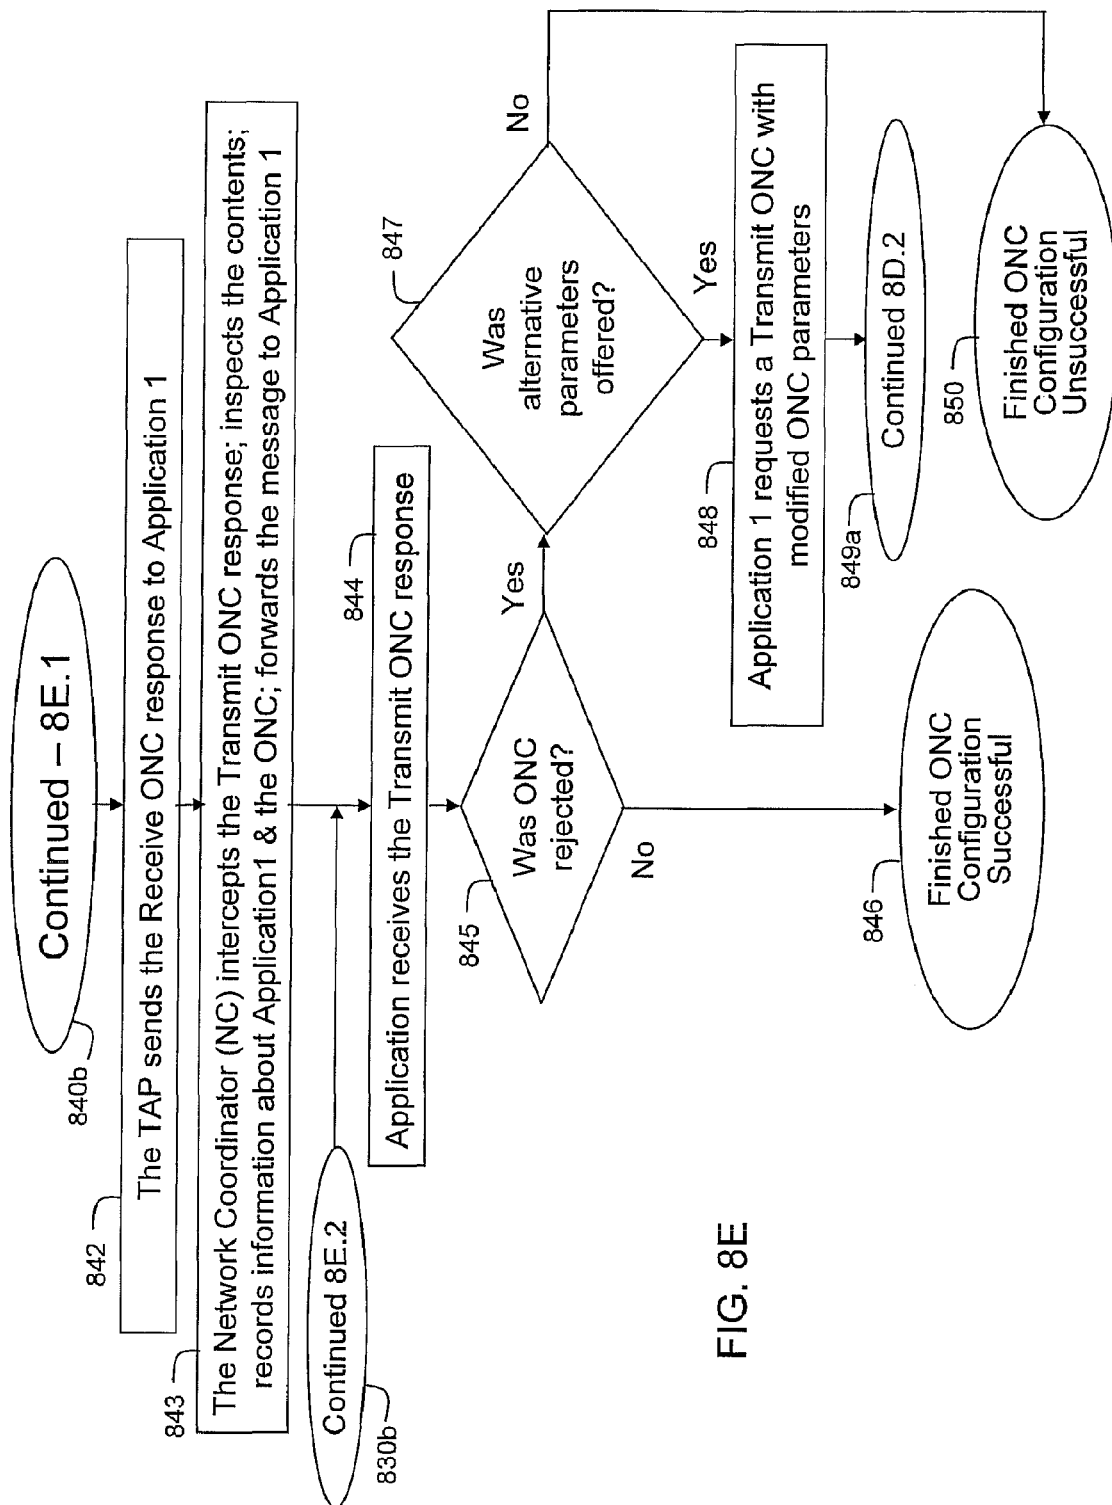 Continued – 8E.1
840b
842
The TAP sends the Receive ONC response to Application 1
843
The Network Coordinator (NC) intercepts the Transmit ONC response; inspects the contents;
records information about Application1 & the ONC; forwards the message to Application 1
Continued 8E.2
830b
844
Application receives the Transmit ONC response
845
Was ONC
rejected?
Yes
No
846
Finished ONC
Configuration
Successful
847
Was
alternative
parameters
offered?
No
Yes
848
Application 1 requests a Transmit ONC with
modified ONC parameters
849a
Continued 8D.2
850
Finished ONC
Configuration
Unsuccessful
FIG. 8E